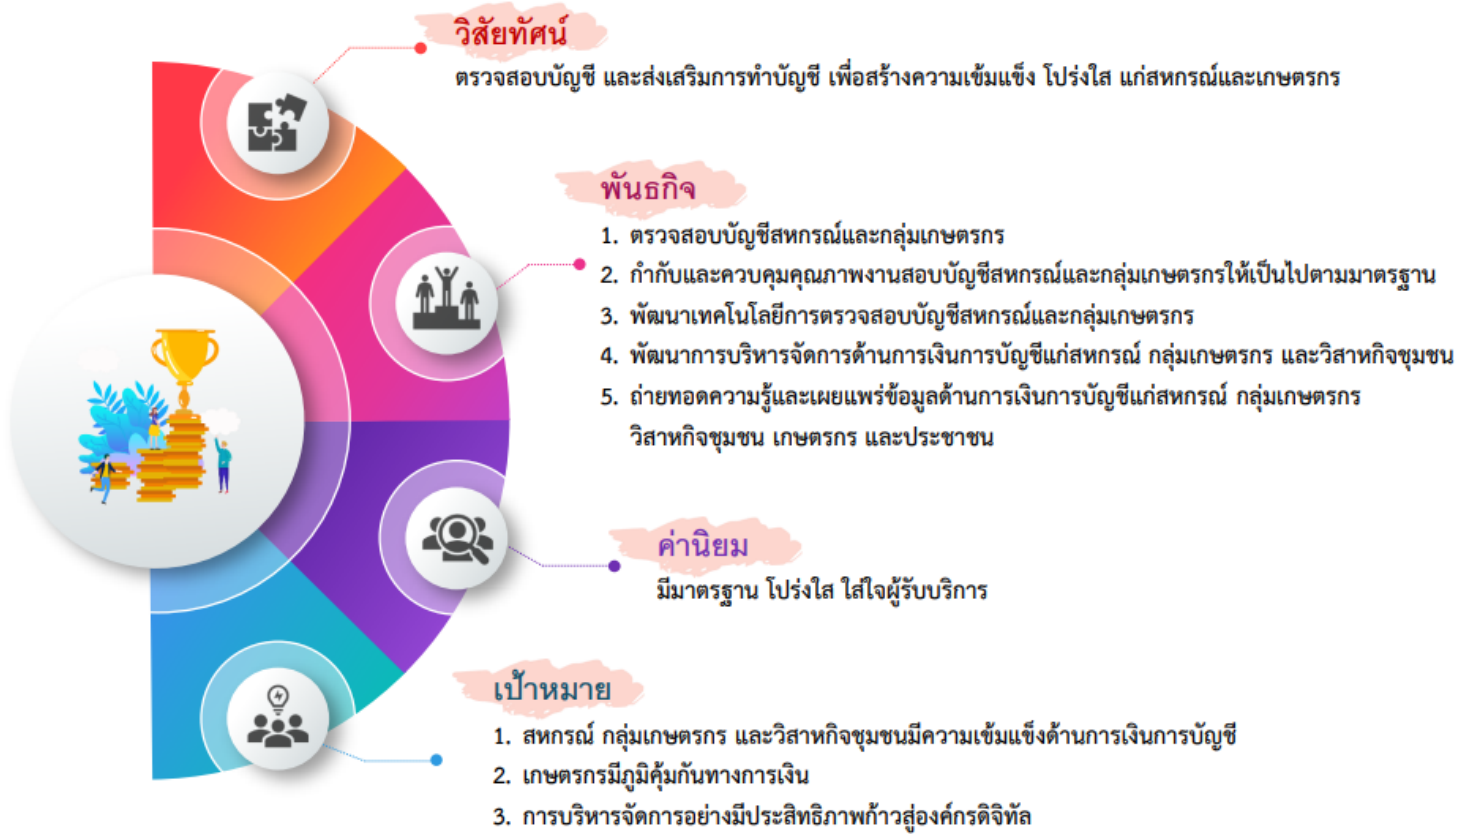 วิสัยทัศน์
ตรวจสอบบัญชี และส่งเสริมการทำบัญชี เพื่อสร้างความเข้มแข็ง โปร่งใส แก่สหกรณ์และเกษตรกร
พันธกิจ
1. ตรวจสอบบัญชีสหกรณ์และกลุ่มเกษตรกร
2. กำกับและควบคุมคุณภาพงานสอบบัญชีสหกรณ์และกลุ่มเกษตรกรให้เป็นไปตามมาตรฐาน
3. พัฒนาเทคโนโลยีการตรวจสอบบัญชีสหกรณ์และกลุ่มเกษตรกร
4. พัฒนาการบริหารจัดการด้านการเงินการบัญชีแก่สหกรณ์ กลุ่มเกษตรกร และวิสาหกิจชุมชน
5. ถ่ายทอดความรู้และเผยแพร่ข้อมูลด้านการเงินการบัญชีแก่สหกรณ์ กลุ่มเกษตรกร
วิสาหกิจชุมชน เกษตรกร และประชาชน
ค่านิยม
มีมาตรฐาน โปร่งใส ใส่ใจผู้รับบริการ
เป้าหมาย
1. สหกรณ์ กลุ่มเกษตรกร และวิสาหกิจชุมชนมีความเข้มแข็งด้านการเงินการบัญชี
2. เกษตรกรมีภูมิคุ้มกันทางการเงิน
3. การบริหารจัดการอย่างมีประสิทธิภาพก้าวสู่องค์กรดิจิทัล